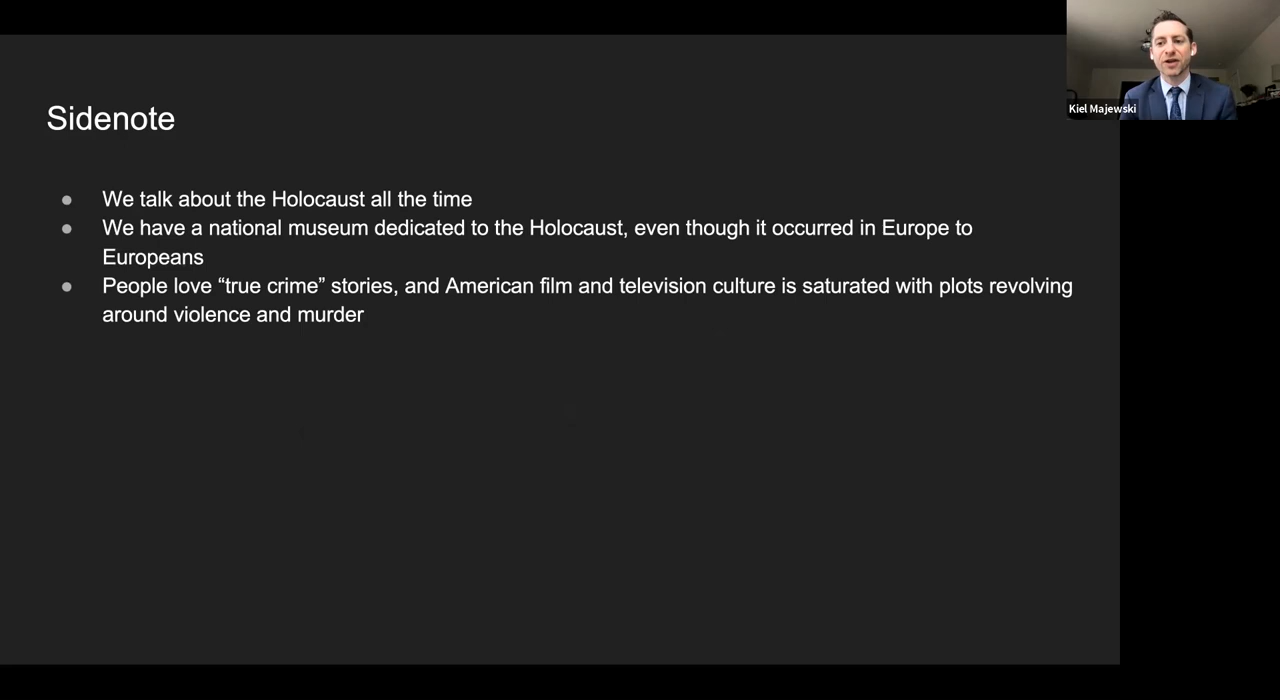 Kiel Majewski
Sidenote
● We talk about the Holocaust all the time
● We have a national museum dedicated to the Holocaust, even though it occurred in Europe to
Europeans
● People love “true crime” stories, and American film and television culture is saturated with plots revolving
around violence and murder